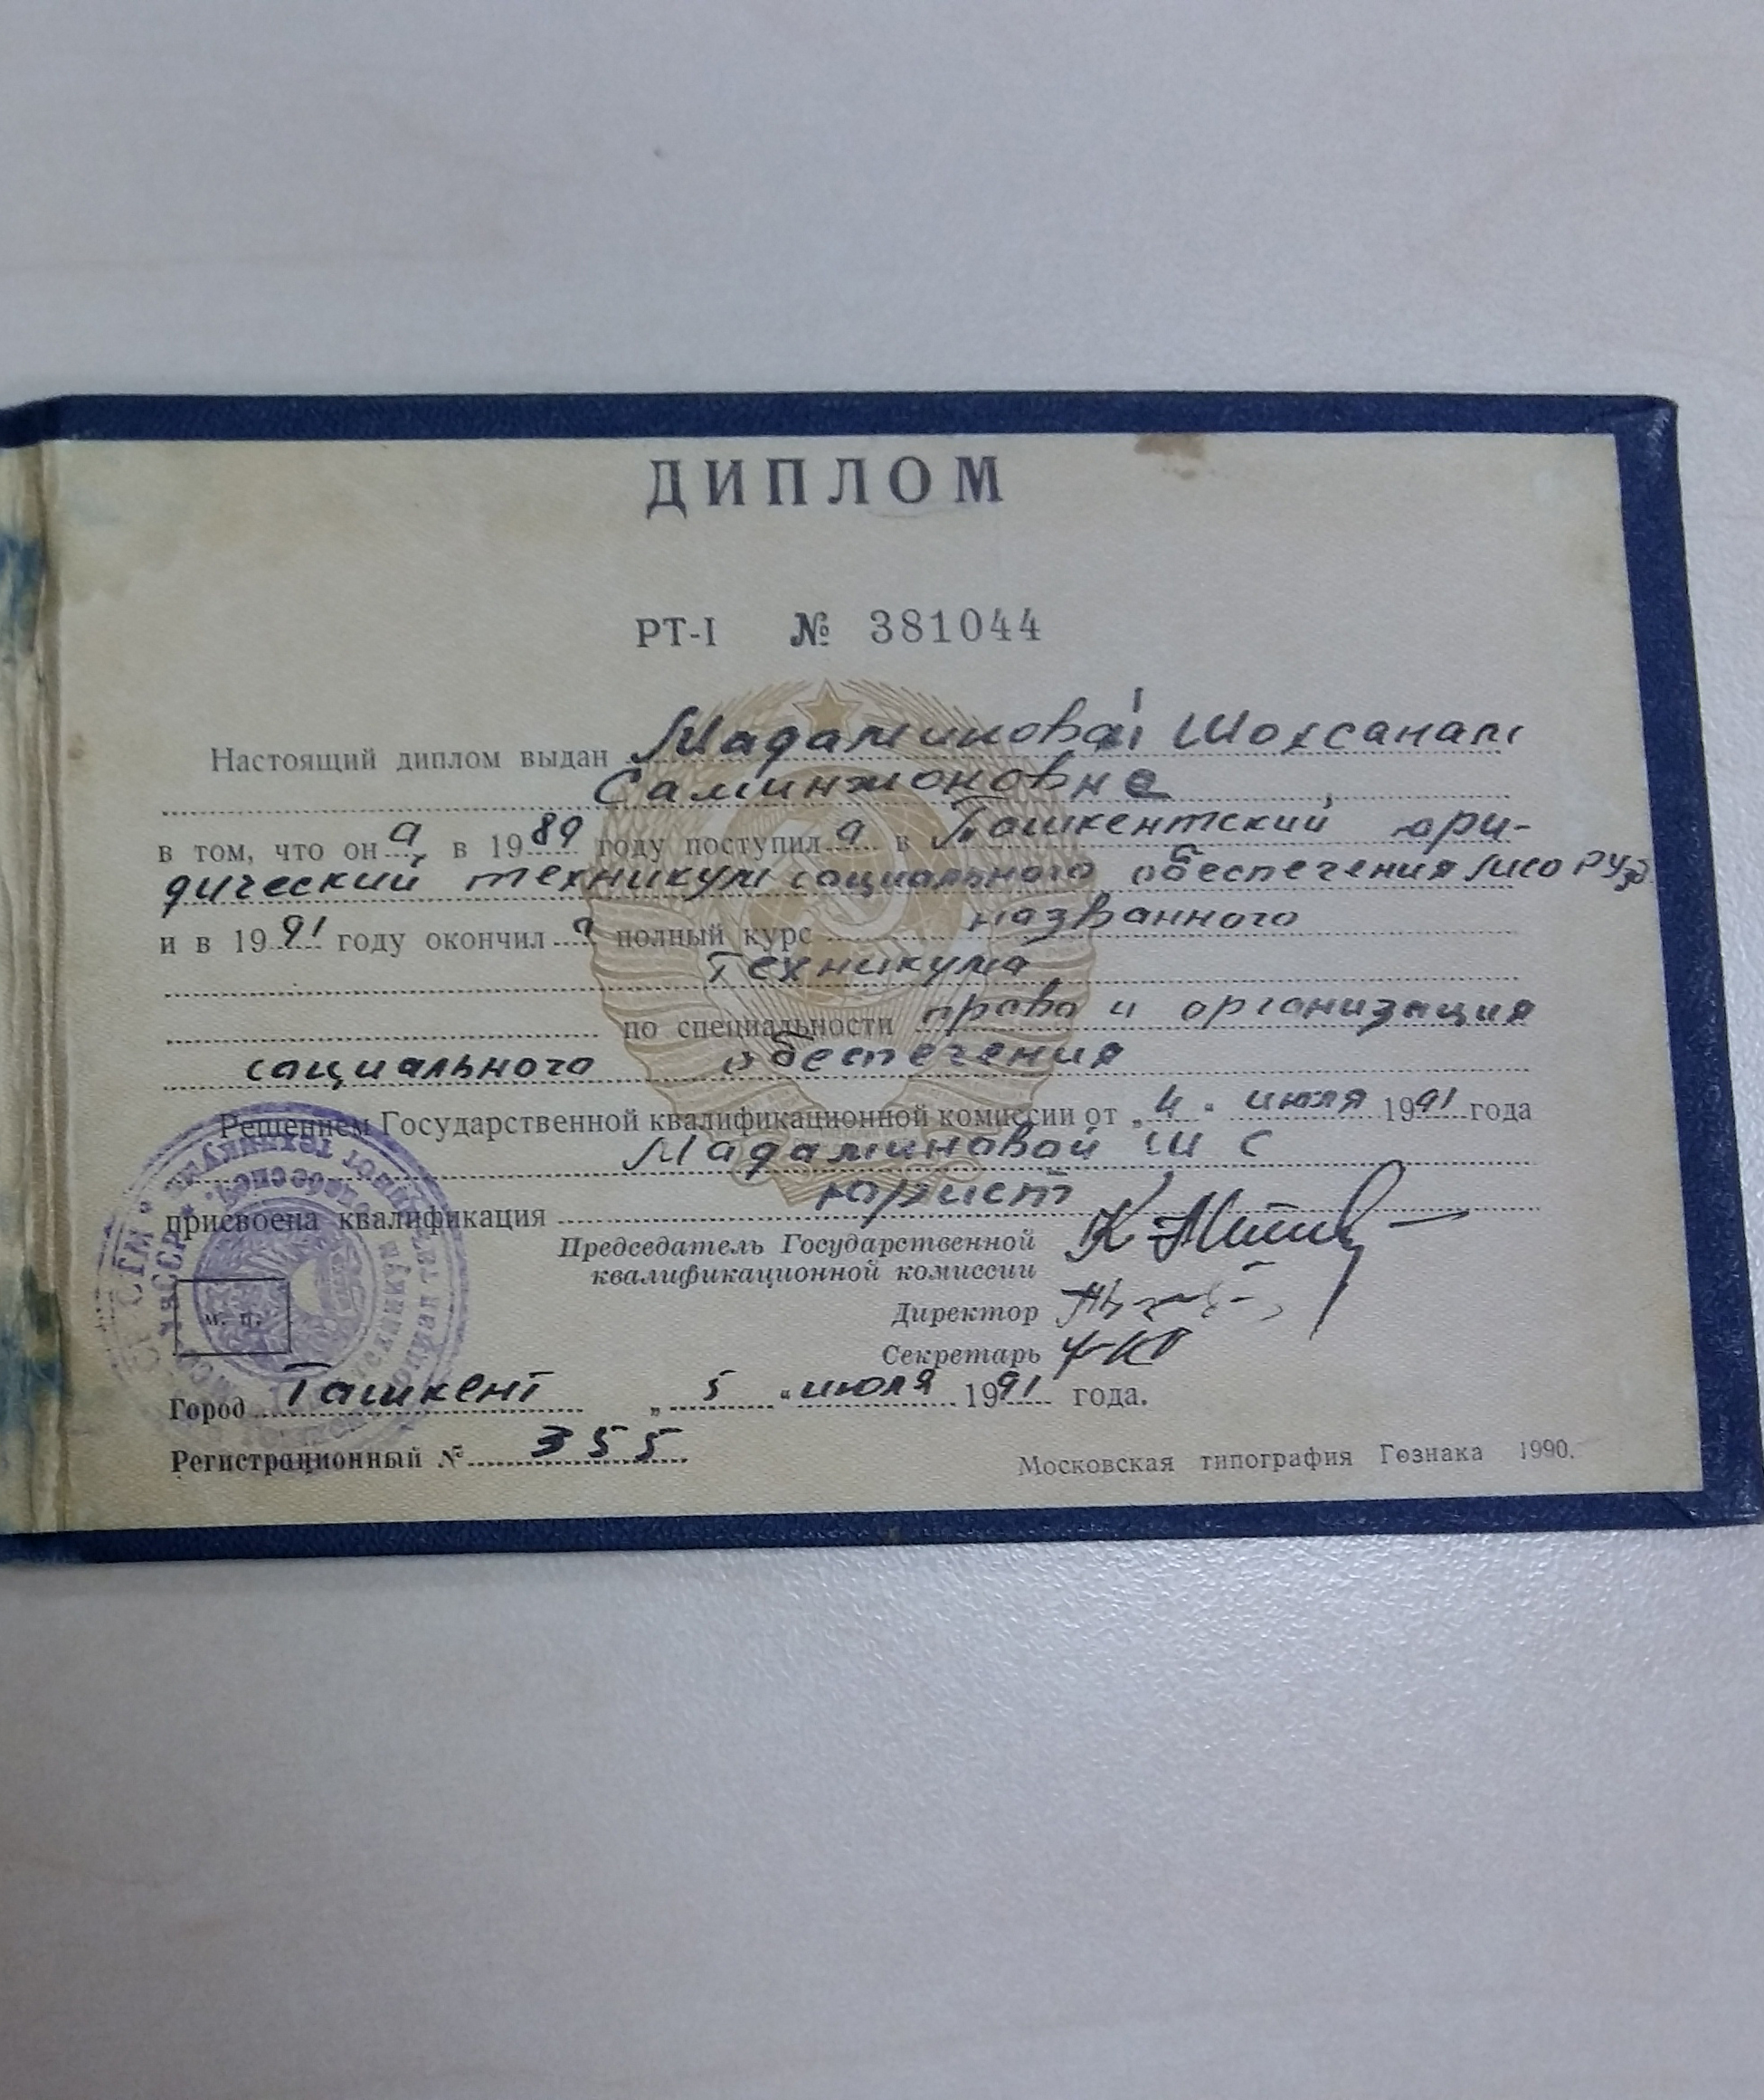 ДИПЛОМ
РТ-I № 381044
Настоящий диплом выдан Мадаминовой Шохсанам
Саминжоновне
в том, что он а в 1989 году поступил а в Ташкентский юри-
дический техникум социального обеспечения МСО РУз
и в 1991 году окончил а полный курс названного
техникума
по специальности право и организация
социального обеспечения
Решением Государственной квалификационной комиссии от „4" июля 1991 года
Мадаминовой Ш С
присвоена квалификация юрист
Председатель Государственной
квалификационной комиссии
Директор
Секретарь
М. П.
Город Ташкент „5" июля 1991 года.
Регистрационный № 355
Московская типография Гознака 1990.